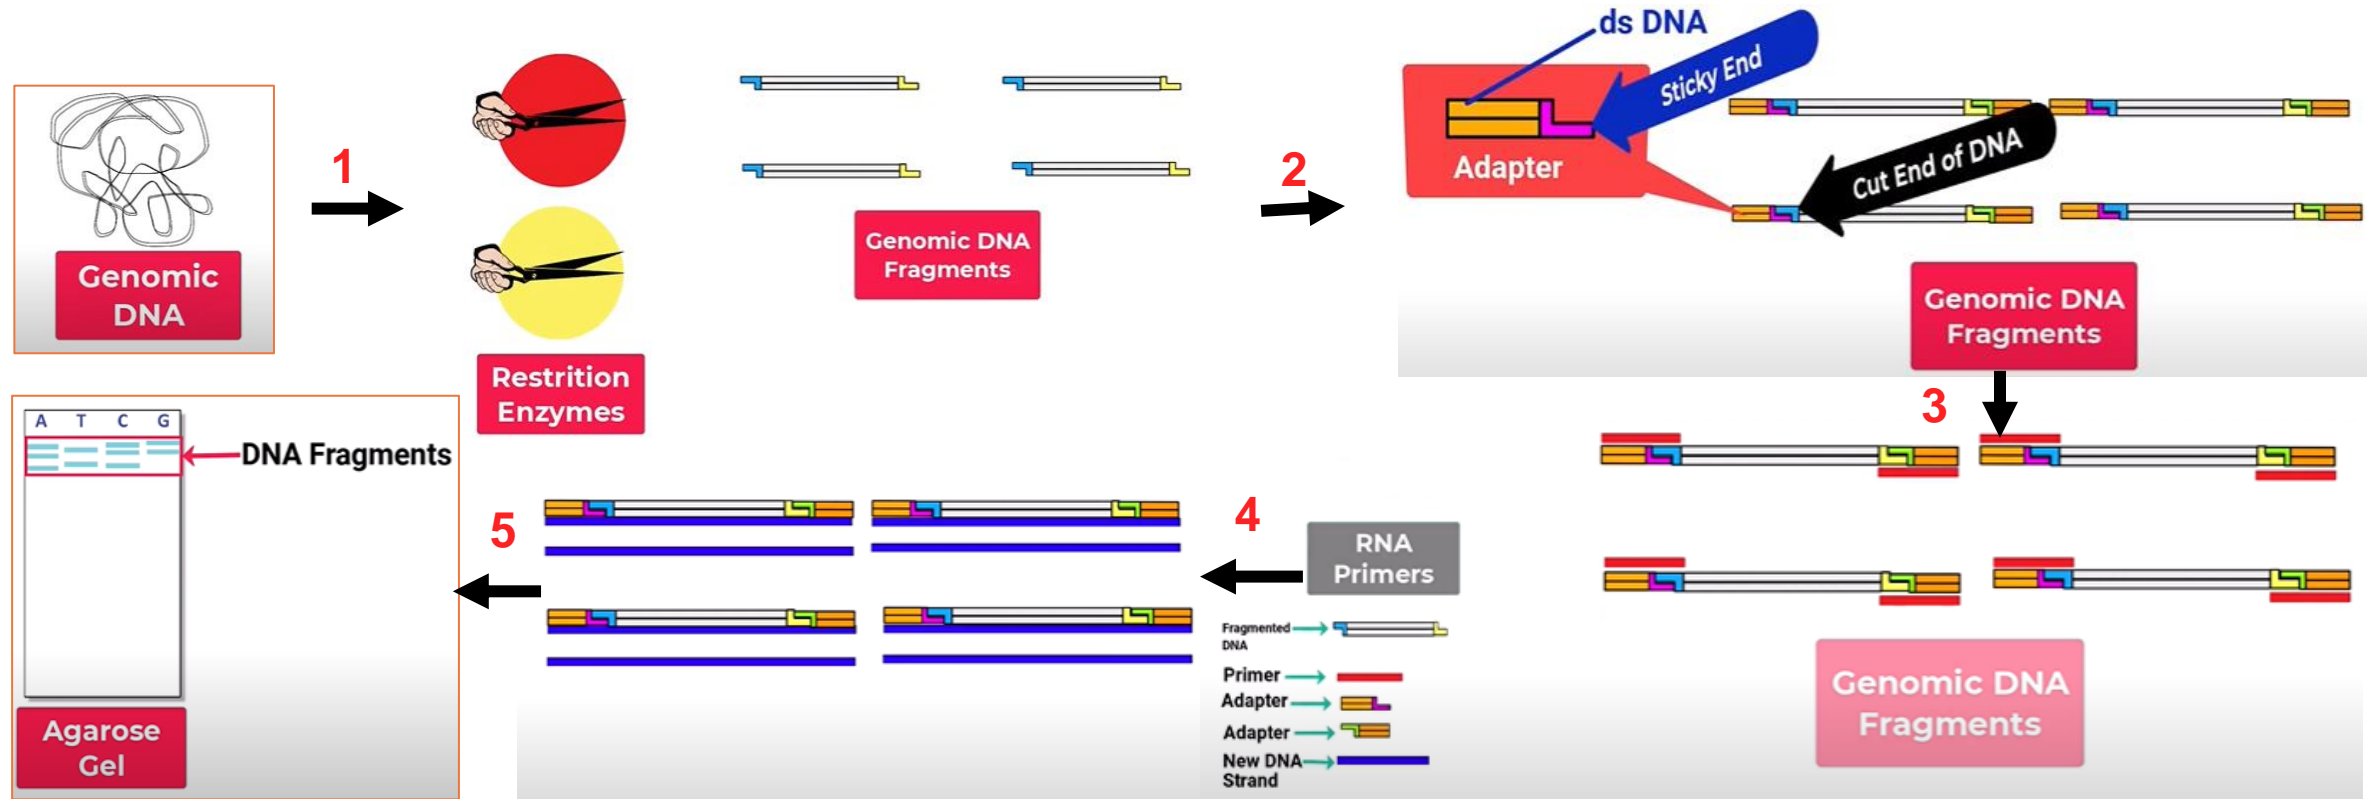 Genomic
DNA
1
Restrition
Enzymes
Genomic DNA
Fragments
2
ds DNA
Sticky End
Adapter
Cut End of DNA
Genomic DNA
Fragments
3
Genomic DNA
Fragments
RNA
Primers
4
Fragmented
DNA
Primer
Adapter
Adapter
New DNA
Strand
5
A T C G
DNA Fragments
Agarose
Gel